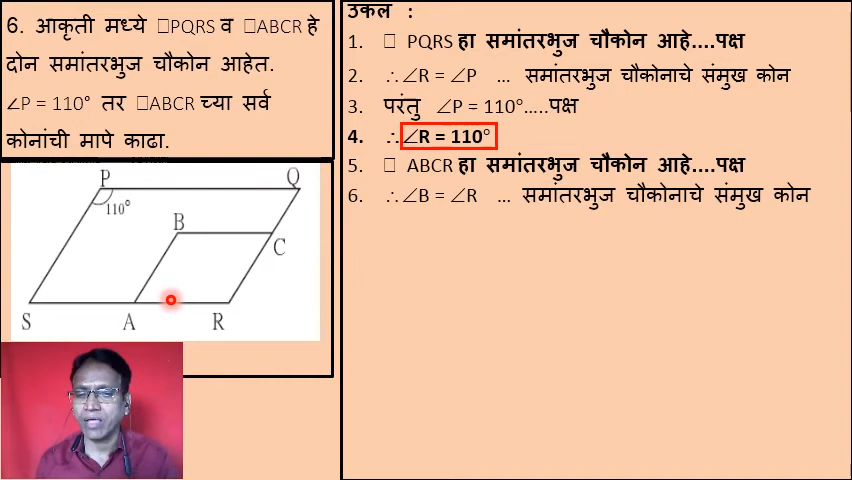 6. आकृती मध्ये □PQRS व □ABCR हे
दोन समांतरभुज चौकोन आहेत.
∠P = 110° तर □ABCR च्या सर्व
कोनांची मापे काढा.
P
Q
110°
B
C
S
A
R
उकल :
1. □ PQRS हा समांतरभुज चौकोन आहे....पक्ष
2. ∴∠R = ∠P ... समांतरभुज चौकोनाचे संमुख कोन
3. परंतु ∠P = 110°.....पक्ष
4. ∴∠R = 110°
5. □ ABCR हा समांतरभुज चौकोन आहे....पक्ष
6. ∴∠B = ∠R ... समांतरभुज चौकोनाचे संमुख कोन